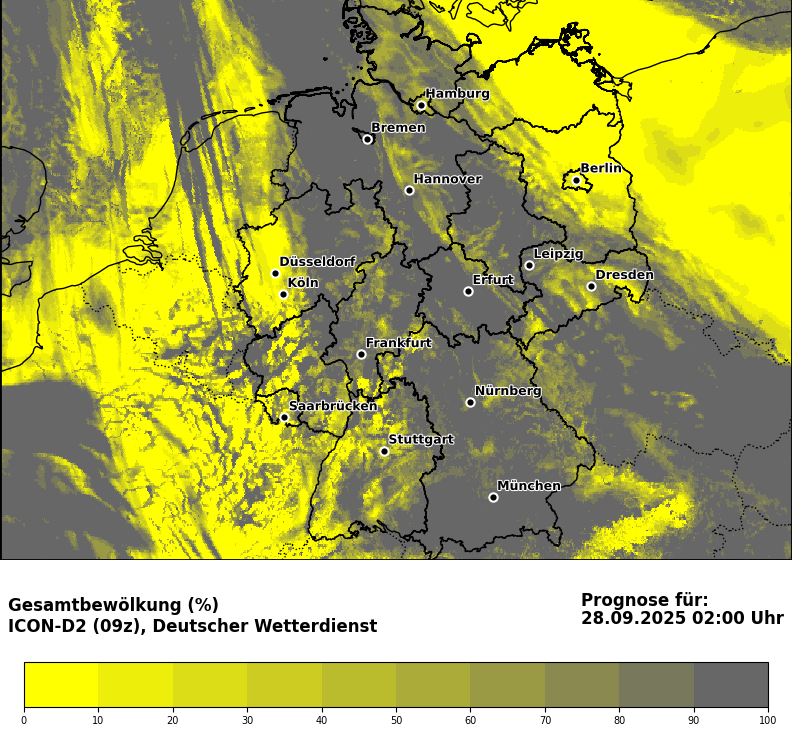 Hamburg
Bremen
Hannover
Berlin
Düsseldorf
Köln
Leipzig
Erfurt
Dresden
Frankfurt
Nürnberg
Saarbrücken
Stuttgart
München
Gesamtbewölkung (%)
ICON-D2 (09z), Deutscher Wetterdienst
Prognose für:
28.09.2025 02:00 Uhr
0 10 20 30 40 50 60 70 80 90 100